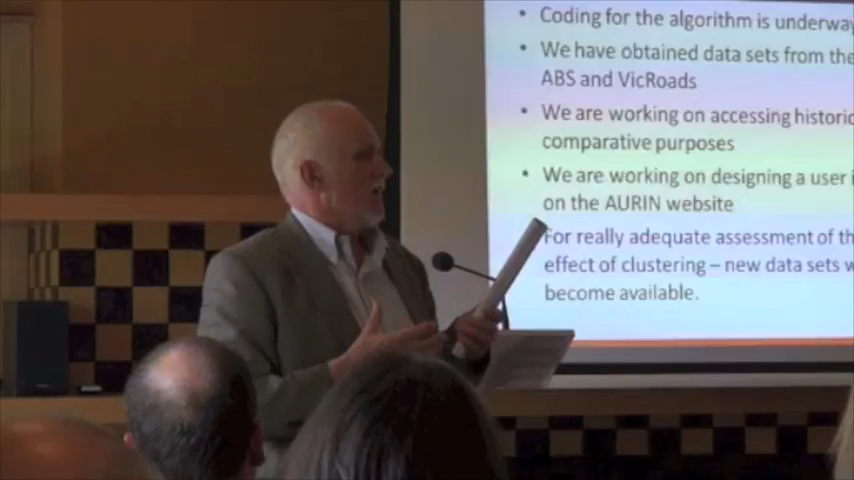 • Coding for the algorithm is underway
• We have obtained data sets from the
ABS and VicRoads
• We are working on accessing
comparative purposes
• We are working on designing a user
on the AURIN website
For really adequate assessment of
effect of clustering – new data sets
become available.